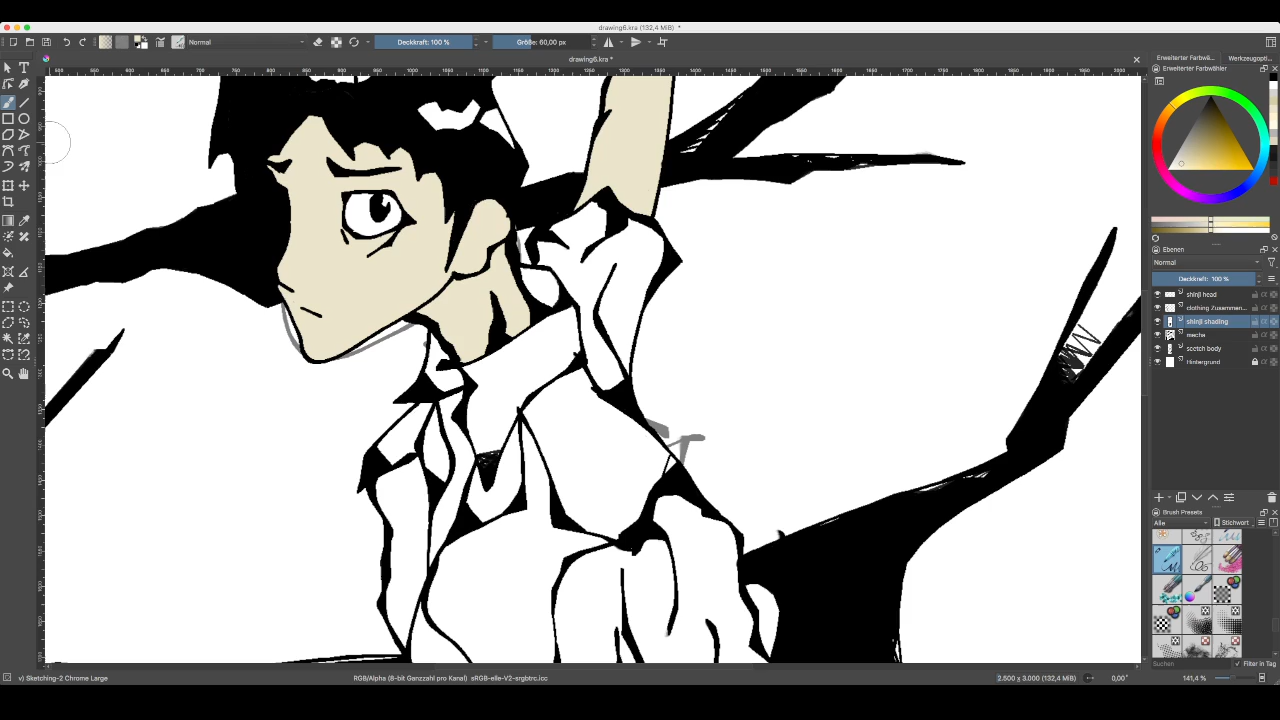 drawing6.kra (132,4 MiB) *
Normal
Deckkraft: 100 %
Größe: 60,00 px
drawing6.kra *
Erweiterter Farbwä...
Werkzeugopti...
Erweiterter Farbwähler
Ebenen
Normal
Deckkraft: 100 %
shinji head
clothing Zusammen...
shinji shading
mecha
scetch body
Hintergrund
Brush Presets
Alle
Stichwort
Suchen
Filter in Tag
v) Sketching-2 Chrome Large
RGB/Alpha (8-bit Ganzzahl pro Kanal) sRGB-elle-V2-srgbtrc.icc
2.500 x 3.000 (132,4 MiB)
0,00°
141,4 %